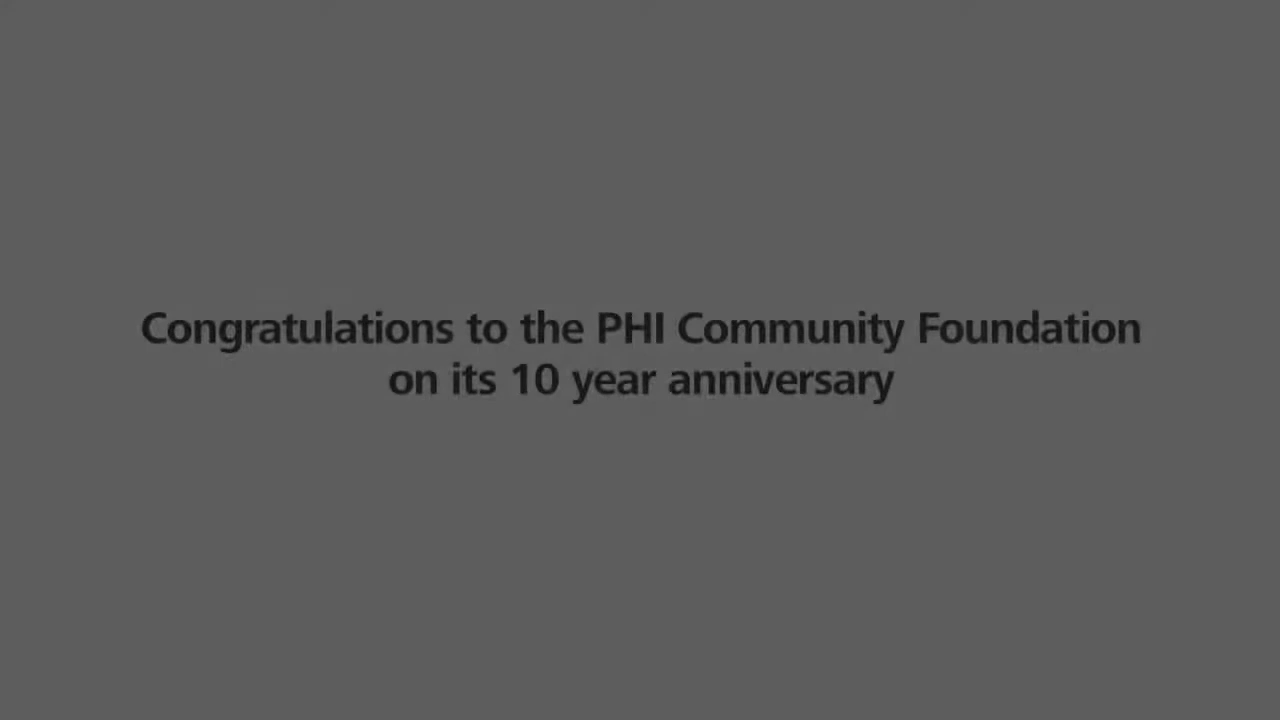 Congratulations to the PHI Community Foundation
on its 10 year anniversary